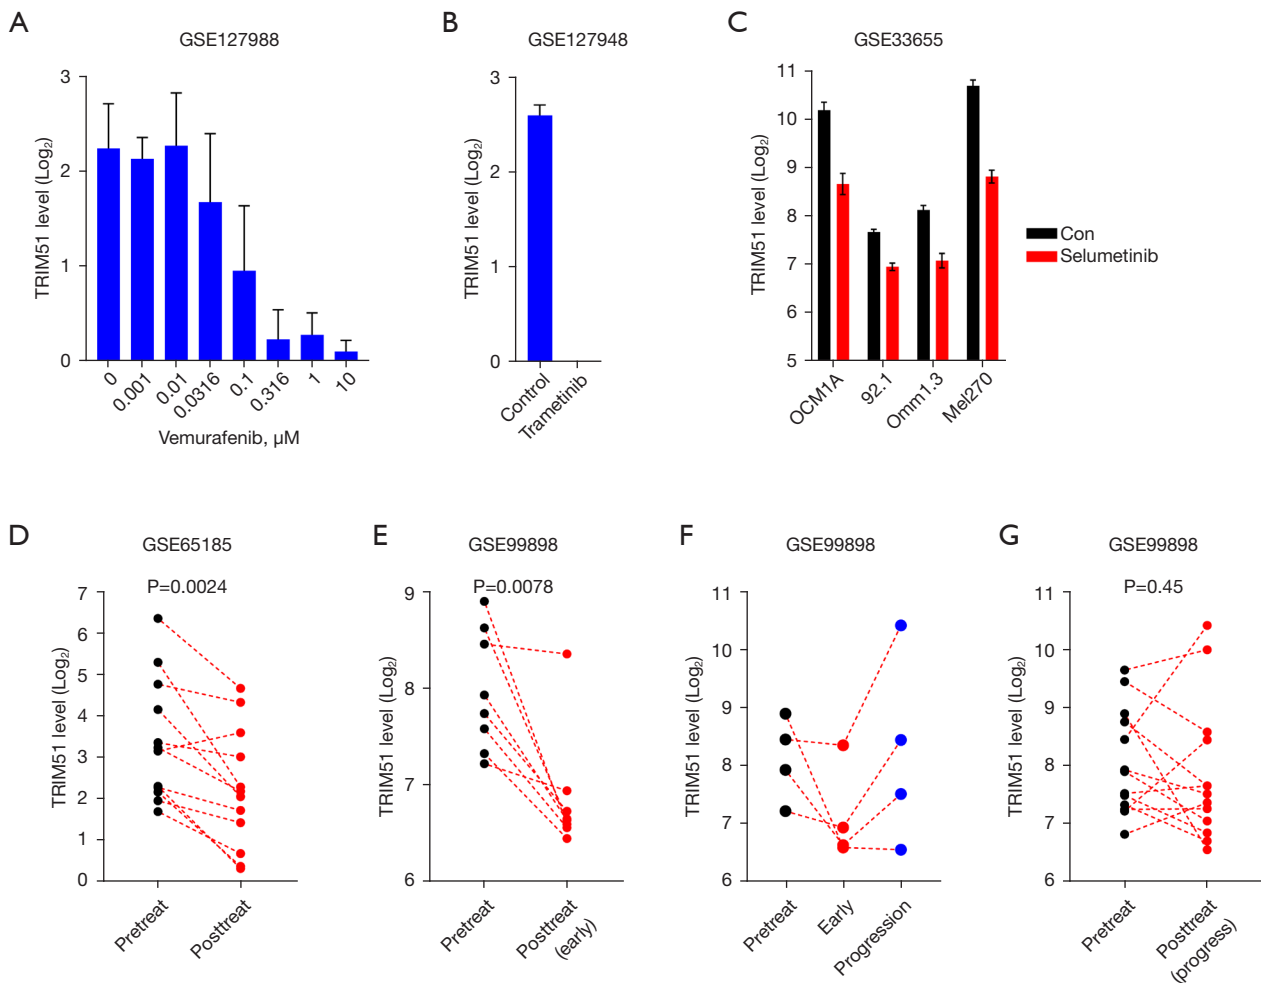 A
GSE127988
TRIM51 level (Log2)
3
2
1
0
0
0.001
0.01
0.0316
0.1
0.316
1
10
Vemurafenib, µM
B
GSE127948
TRIM51 level (Log2)
3
2
1
0
Control
Trametinib
C
GSE33655
TRIM51 level (Log2)
11
10
9
8
7
6
5
OCM1A
92.1
Omm1.3
Mel270
Con
Selumetinib
D
GSE65185
P=0.0024
TRIM51 level (Log2)
7
6
5
4
3
2
1
0
Pretreat
Posttreat
E
GSE99898
P=0.0078
TRIM51 level (Log2)
9
8
7
6
Pretreat
Posttreat
(early)
F
GSE99898
TRIM51 level (Log2)
11
10
9
8
7
6
Pretreat
Early
Progression
G
GSE99898
P=0.45
TRIM51 level (Log2)
11
10
9
8
7
6
Pretreat
Posttreat
(progress)